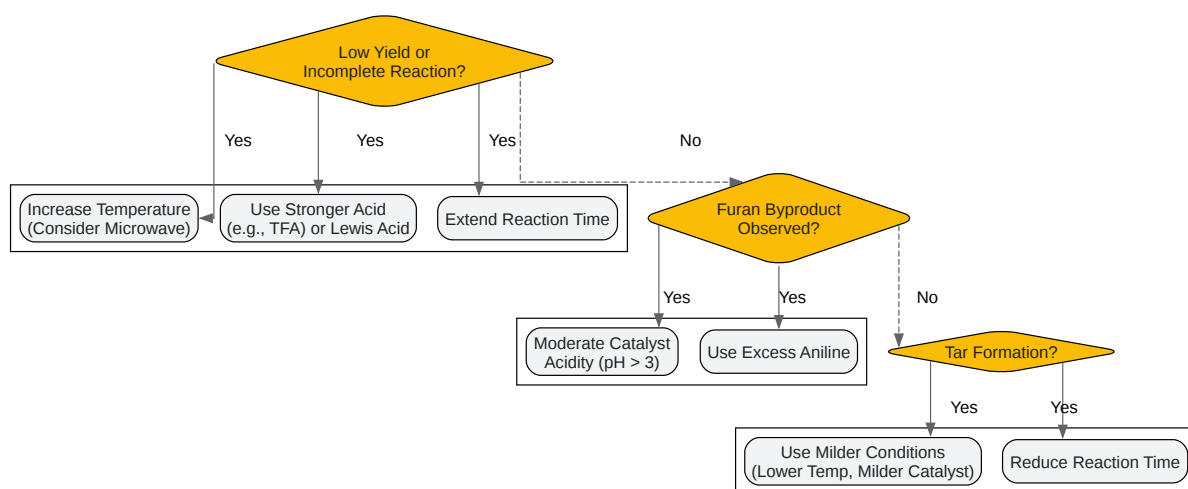 Low Yield or
Incomplete Reaction?
Yes
Yes
Yes
No
Increase Temperature
(Consider Microwave)
Use Stronger Acid
(e.g., TFA) or Lewis Acid
Extend Reaction Time
Furan Byproduct
Observed?
Yes
Yes
No
Moderate Catalyst
Acidity (pH > 3)
Use Excess Aniline
Tar Formation?
Yes
Yes
Use Milder Conditions
(Lower Temp, Milder Catalyst)
Reduce Reaction Time